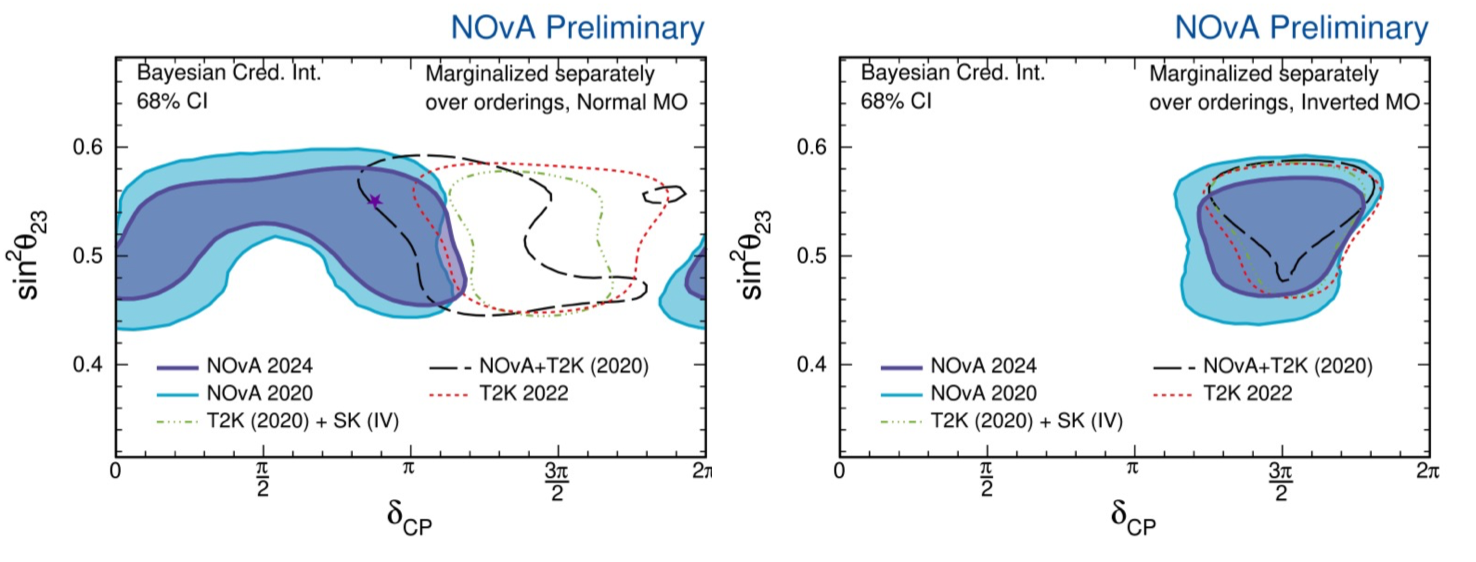 NOvA Preliminary
Bayesian Cred. Int.
68% CI
Marginalized separately
over orderings, Normal MO
0.6
0.5
0.4
sin²θ₂₃
NOvA 2024
NOvA 2020
T2K (2020) + SK (IV)
NOvA+T2K (2020)
T2K 2022
0
π/2
π
3π/2
2π
δCP
NOvA Preliminary
Bayesian Cred. Int.
68% CI
Marginalized separately
over orderings, Inverted MO
0.6
0.5
0.4
sin²θ₂₃
NOvA 2024
NOvA 2020
T2K (2020) + SK (IV)
NOvA+T2K (2020)
T2K 2022
0
π/2
π
3π/2
2π
δCP